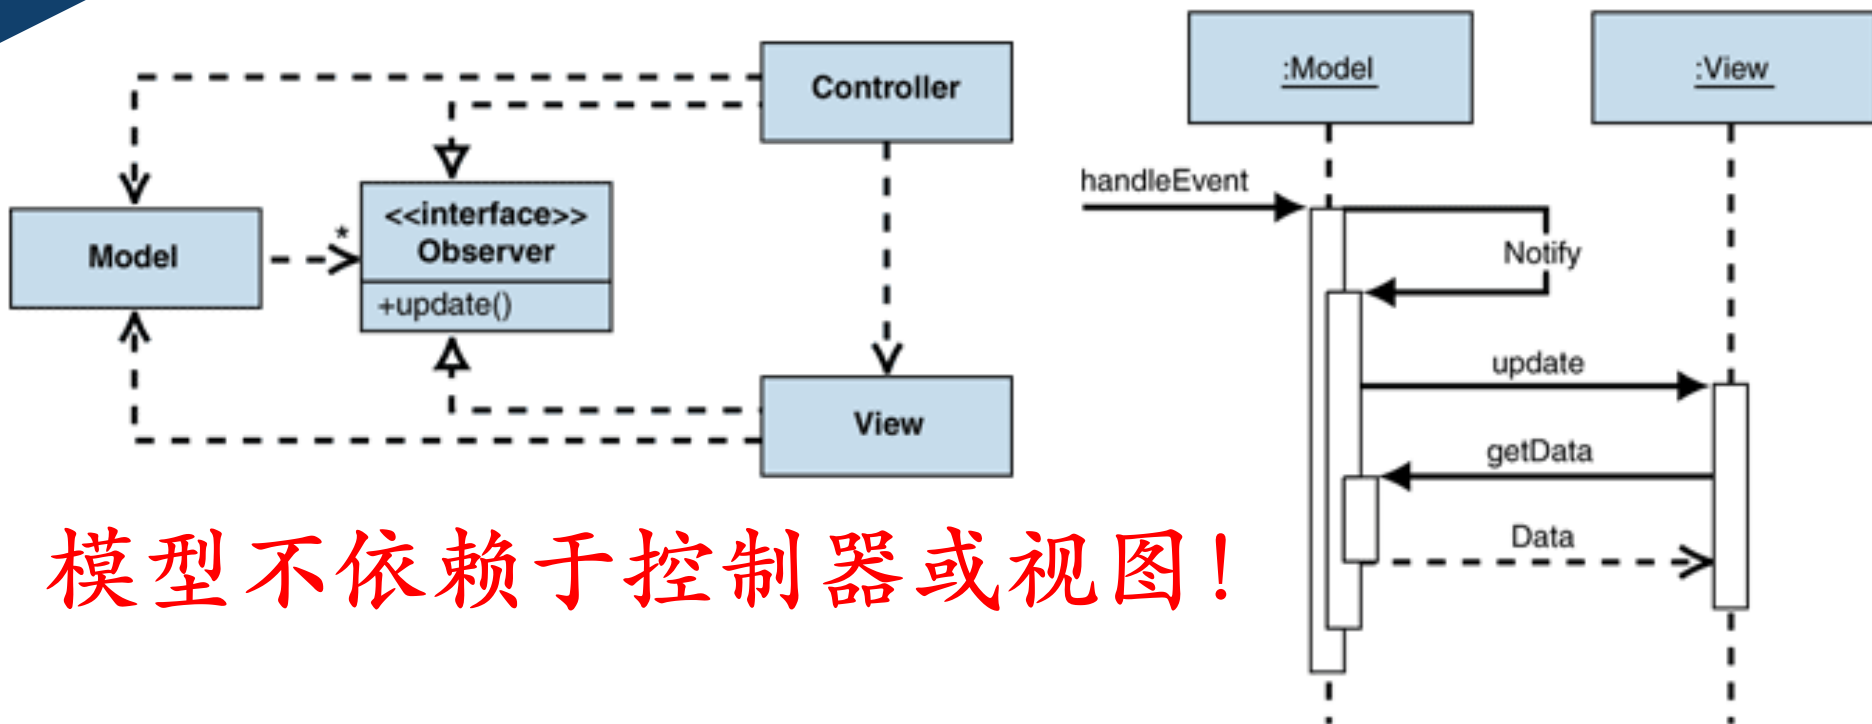 Controller
Model
*
<<interface>>
Observer
+update()
View
模型不依赖于控制器或视图！
:Model
:View
handleEvent
Notify
update
getData
Data